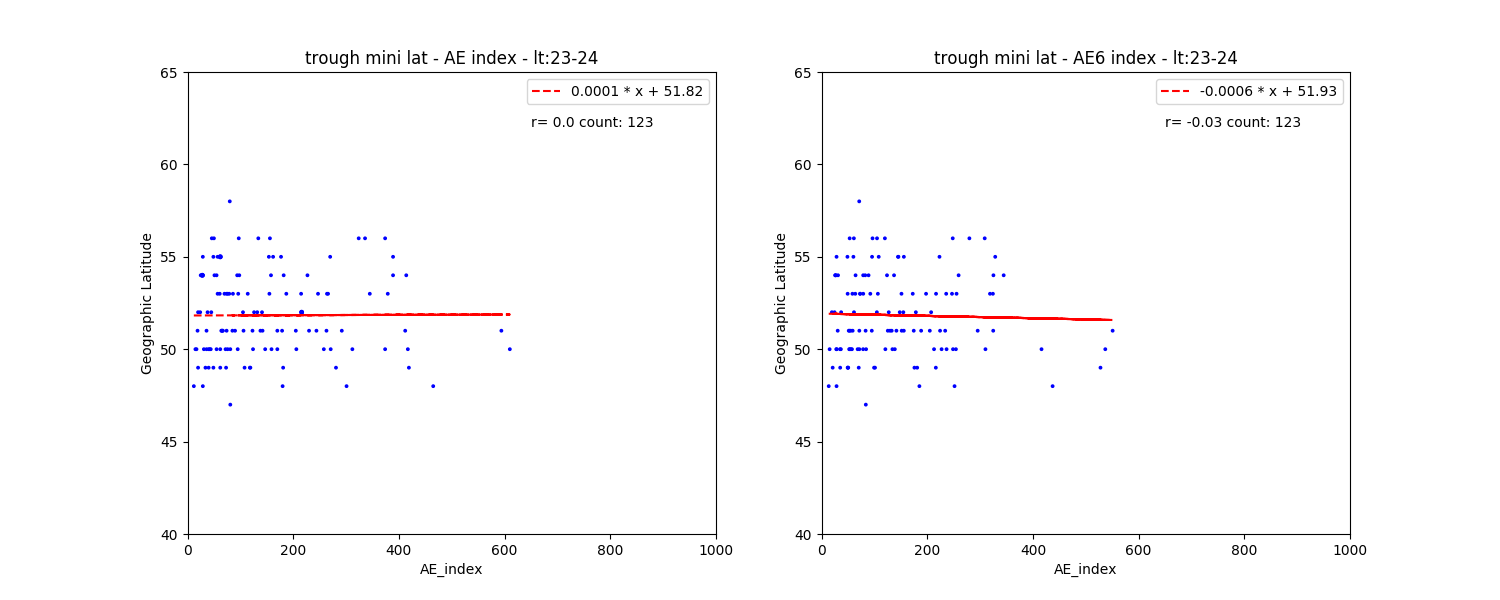 trough mini lat - AE index - lt:23-24
0.0001 * x + 51.82
r= 0.0 count: 123
65
60
55
50
45
40
Geographic Latitude
0 200 400 600 800 1000
AE_index
trough mini lat - AE6 index - lt:23-24
-0.0006 * x + 51.93
r= -0.03 count: 123
65
60
55
50
45
40
Geographic Latitude
0 200 400 600 800 1000
AE_index